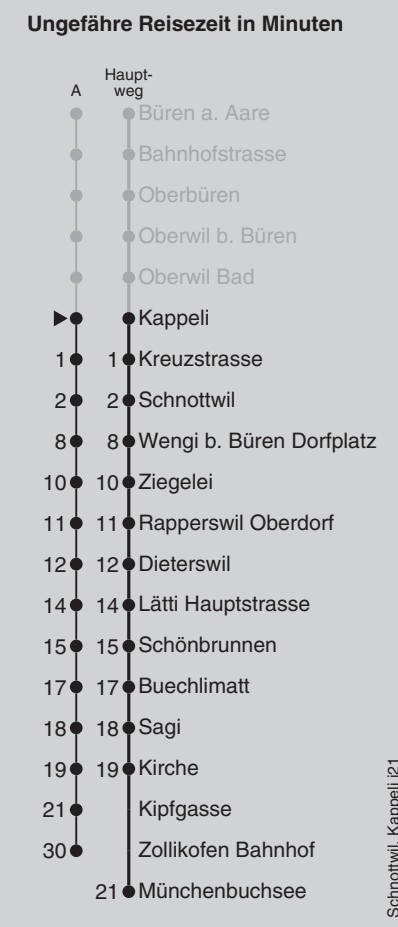 Ungefähre Reisezeit in Minuten
Haupt-
A weg
Büren a. Aare
Bahnhofstrasse
Oberbüren
Oberwil b. Büren
Oberwil Bad
Kappeli
1 1 Kreuzstrasse
2 2 Schnottwil
8 8 Wengi b. Büren Dorfplatz
10 10 Ziegelei
11 11 Rapperswil Oberdorf
12 12 Dieterswil
14 14 Lätti Hauptstrasse
15 15 Schönbrunnen
17 17 Buechlimatt
18 18 Sagi
19 19 Kirche
21 Kipfgasse
30 Zollikofen Bahnhof
21 Münchenbuchsee
Schnottwil, Kappeli j21